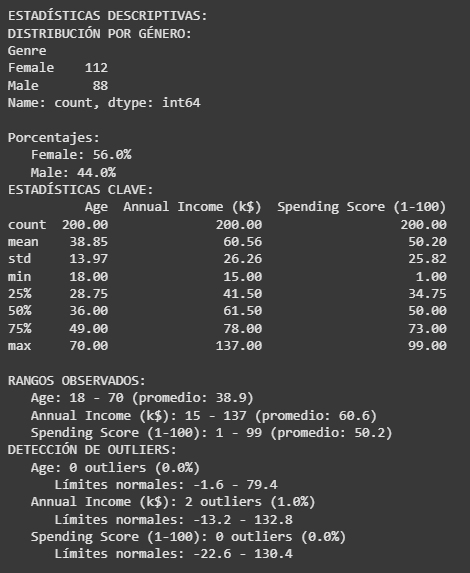 ESTADÍSTICAS DESCRIPTIVAS:
DISTRIBUCIÓN POR GÉNERO:
Genre
Female    112
Male       88
Name: count, dtype: int64

Porcentajes:
   Female: 56.0%
   Male: 44.0%
ESTADÍSTICAS CLAVE:
          Age  Annual Income (k$)  Spending Score (1-100)
count  200.00              200.00                  200.00
mean    38.85               60.56                   50.20
std     13.97               26.26                   25.82
min     18.00               15.00                    1.00
25%     28.75               41.50                   34.75
50%     36.00               61.50                   50.00
75%     49.00               78.00                   73.00
max     70.00              137.00                   99.00

RANGOS OBSERVADOS:
   Age: 18 - 70 (promedio: 38.9)
   Annual Income (k$): 15 - 137 (promedio: 60.6)
   Spending Score (1-100): 1 - 99 (promedio: 50.2)
DETECCIÓN DE OUTLIERS:
   Age: 0 outliers (0.0%)
      Límites normales: -1.6 - 79.4
   Annual Income (k$): 2 outliers (1.0%)
      Límites normales: -13.2 - 132.8
   Spending Score (1-100): 0 outliers (0.0%)
      Límites normales: -22.6 - 130.4